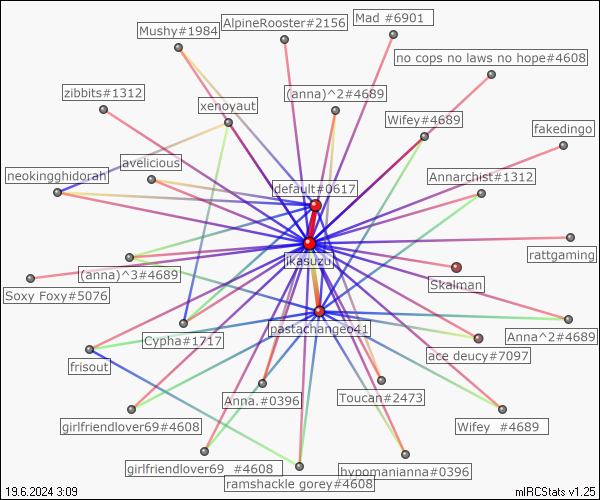 AlpineRooster#2156
Mad #6901
Mushy#1984
no cops no laws no hope#4608
zibbits#1312
(anna)^2#4689
xenoyaut
Wifey#4689
fakedingo
avelicious
neokingghidorah
default#0617
Annarchist#1312
ikasuzu
rattgaming
(anna)^3#4689
Skalman
Soxy Foxy#5076
pastachangeo41
Cypha#1717
Anna^2#4689
ace deucy#7097
frisout
Anna.#0396
Toucan#2473
girlfriendlover69#4608
Wifey #4689
girlfriendlover69 #4608
hypomanianna#0396
ramshackle gorey#4608
19.6.2024 3:09
mIRCStats v1.25